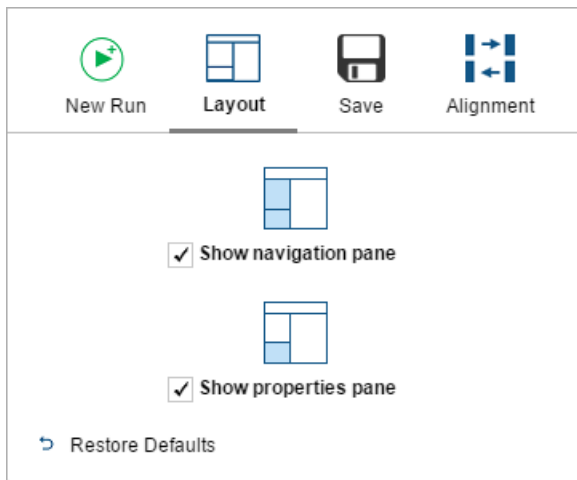 New Run Layout Save Alignment
Show navigation pane
Show properties pane
Restore Defaults